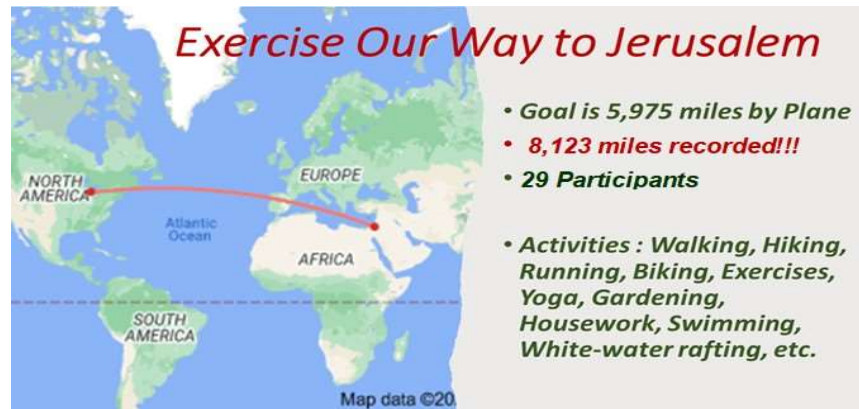 Exercise Our Way to Jerusalem
• Goal is 5,975 miles by Plane
• 8,123 miles recorded!!!
• 29 Participants
• Activities : Walking, Hiking,
Running, Biking, Exercises,
Yoga, Gardening,
Housework, Swimming,
White-water rafting, etc.
NORTH
AMERICA
EUROPE
Atlantic
Ocean
AFRICA
SOUTH
AMERICA
Map data ©20